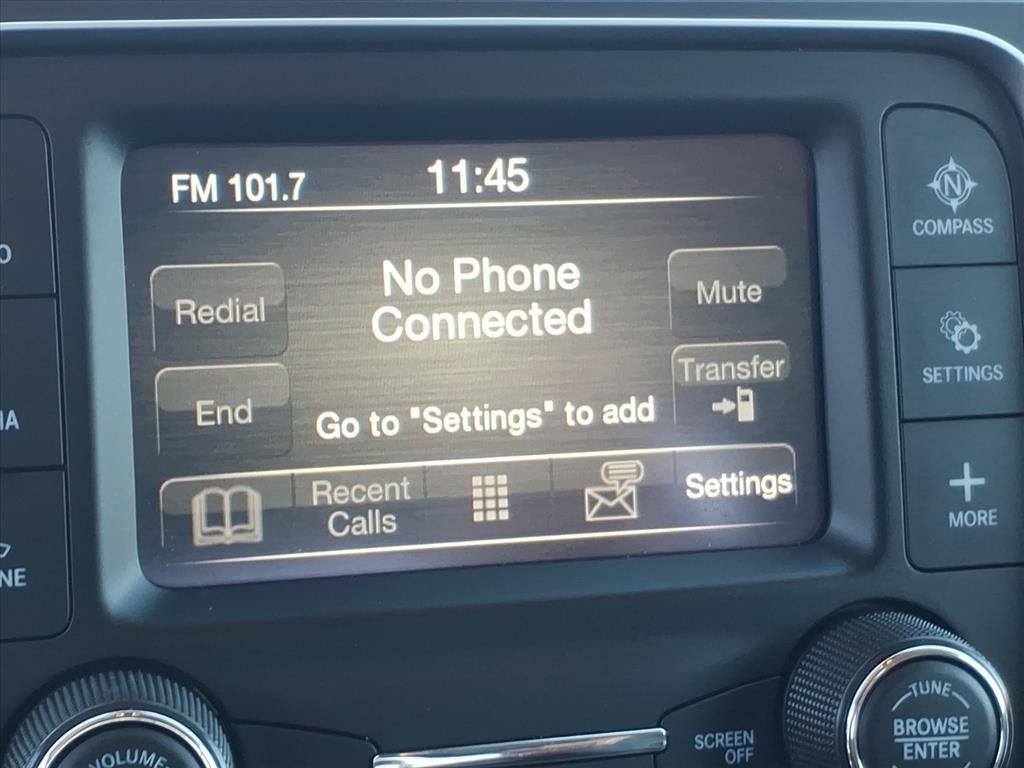 FM 101.7
11:45
Redial
No Phone
Connected
Mute
End
Go to "Settings" to add
Transfer
Recent
Calls
Settings
N
COMPASS
SETTINGS
MORE
VOLUME
SCREEN
OFF
TUNE
BROWSE
ENTER